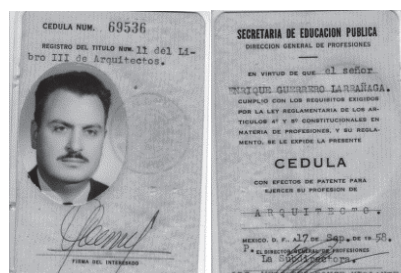 CEDULA NUM. 69536
REGISTRO DEL TITULO NUM. 11 del Li-
bro III de Arquitectos.
FIRMA DEL INTERESADO
SECRETARIA DE EDUCACION PUBLICA
DIRECCION GENERAL DE PROFESIONES
EN VIRTUD DE QUE el señor
ENRIQUE GUERRERO LARRAÑAGA.
CUMPLIO CON LOS REQUISITOS EXIGIDOS
POR LA LEY REGLAMENTARIA DE LOS AR-
TICULOS 4º Y 5º CONSTITUCIONALES EN
MATERIA DE PROFESIONES, Y SU REGLA-
MENTO, SE LE EXPIDE LA PRESENTE
CEDULA
CON EFECTOS DE PATENTE PARA
EJERCER SU PROFESION DE
ARQUITECTO.
MEXICO, D. F., A 17 DE Sep. DE 19 58.
P. EL DIRECTOR GENERAL DE PROFESIONES
La Subdirectora.